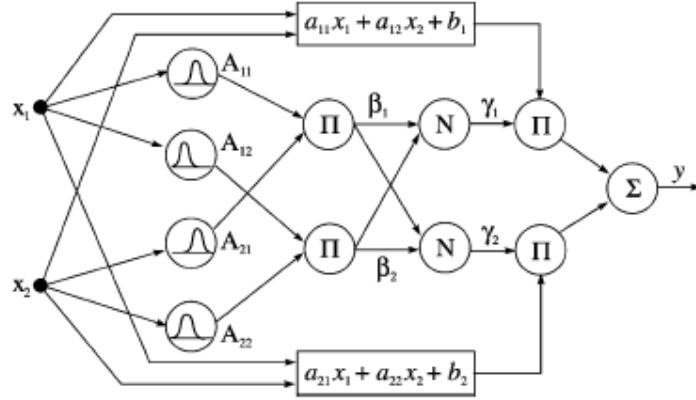 a₁₁x₁ + a₁₂x₂ + b₁
A₁₁
x₁
Π
β₁
N
γ₁
Π
A₁₂
Σ
y
A₂₁
Π
β₂
N
γ₂
Π
x₂
A₂₂
a₂₁x₁ + a₂₂x₂ + b₂